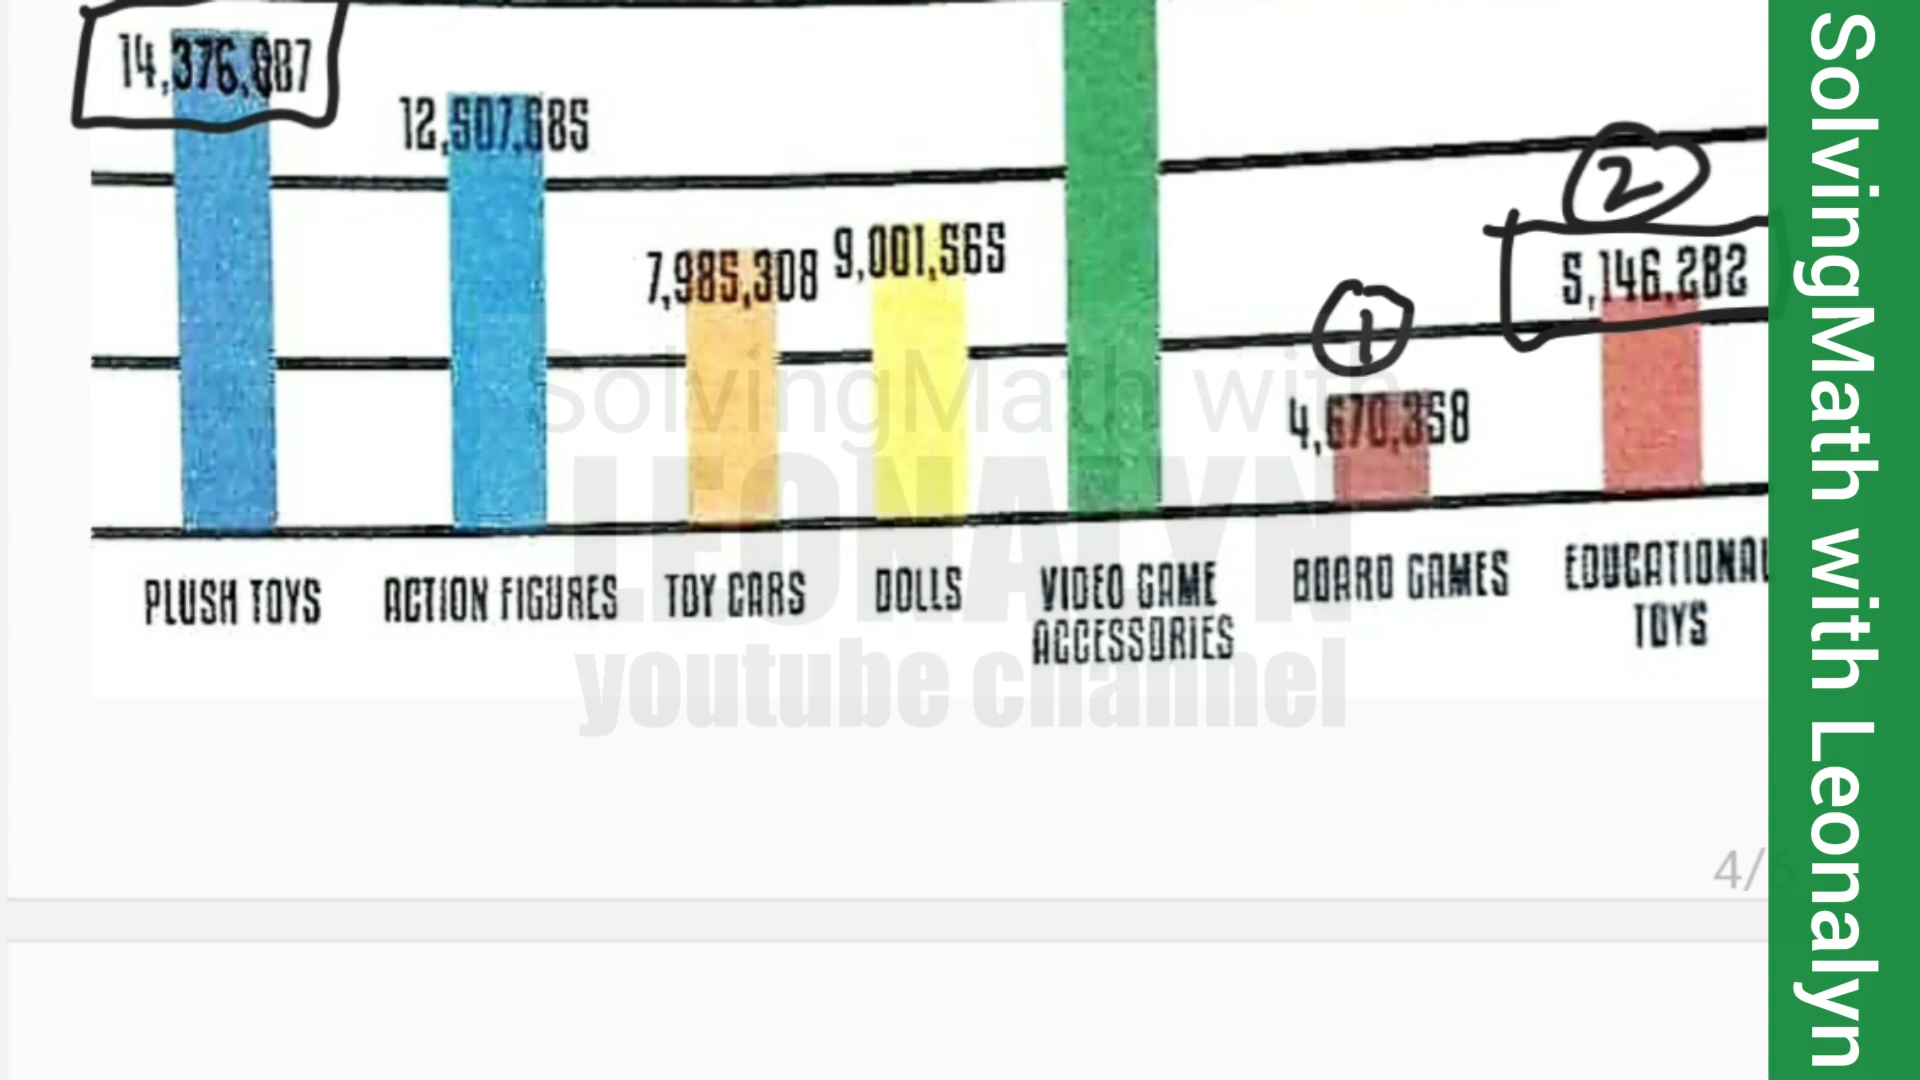 14,376,087
12,507,685
7,985,308
9,001,565
4,670,358
5,146,282
1
2
PLUSH TOYS
ACTION FIGURES
TOY CARS
DOLLS
VIDEO GAME
ACCESSORIES
BOARD GAMES
EDUCATIONAL
TOYS
SolvingMath with
LEONALYN
youtube channel
4/6
SolvingMath with Leonalyn